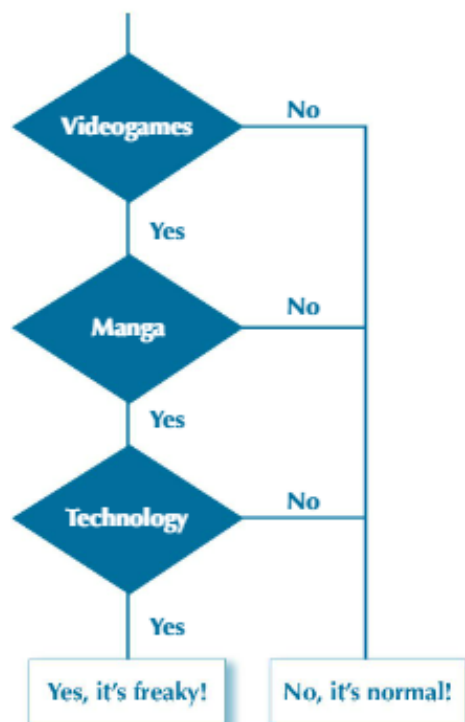 Videogames
No
Yes
Manga
No
Yes
Technology
No
Yes
Yes, it's freaky!
No, it's normal!